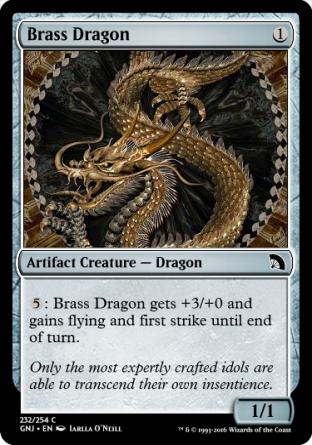 Brass Dragon 1
Artifact Creature — Dragon
5 : Brass Dragon gets +3/+0 and
gains flying and first strike until end
of turn.
Only the most expertly crafted idols are
able to transcend their own insentience.
1/1
232/254 C
GNJ • EN Iarlla O'Neill
™ & © 1993-2016 Wizards of the Coast